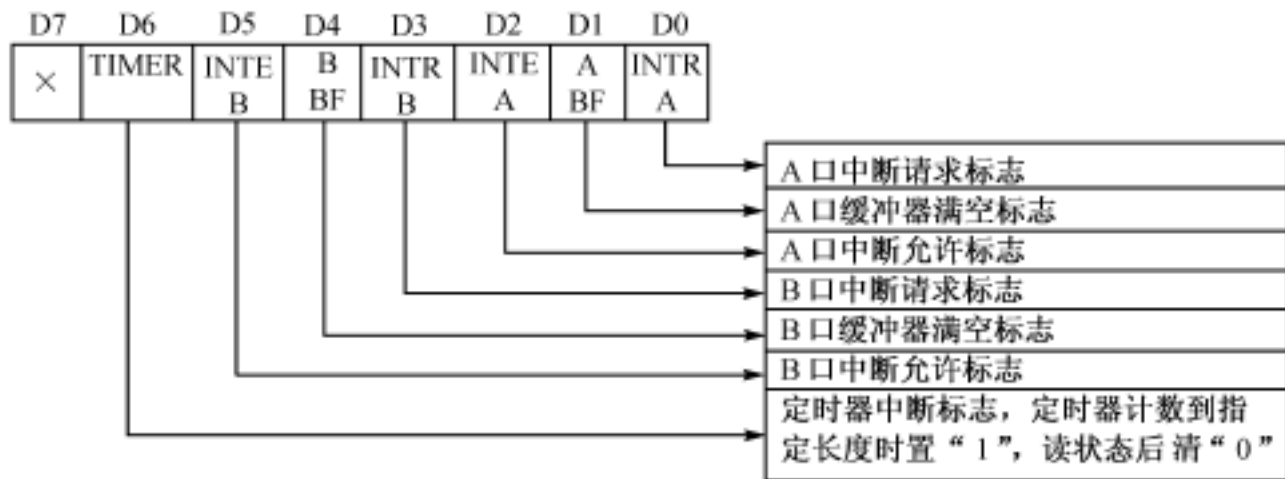 D7 D6 D5 D4 D3 D2 D1 D0
× TIMER INTE B INTE A INTR
B BF INTR A BF A
B
A 口中断请求标志
A 口缓冲器满空标志
A 口中断允许标志
B 口中断请求标志
B 口缓冲器满空标志
B 口中断允许标志
定时器中断标志，定时器计数到指
定长度时置“1”，读状态后清“0”